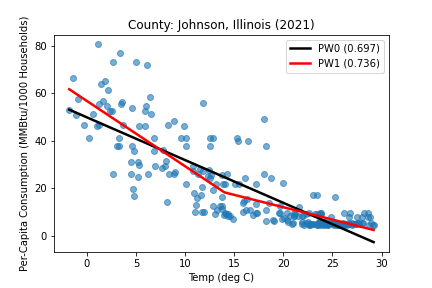 County: Johnson, Illinois (2021)
Per-Capita Consumption (MMBtu/1000 Households)
80
60
40
20
0
PW0 (0.697)
PW1 (0.736)
0 5 10 15 20 25 30
Temp (deg C)